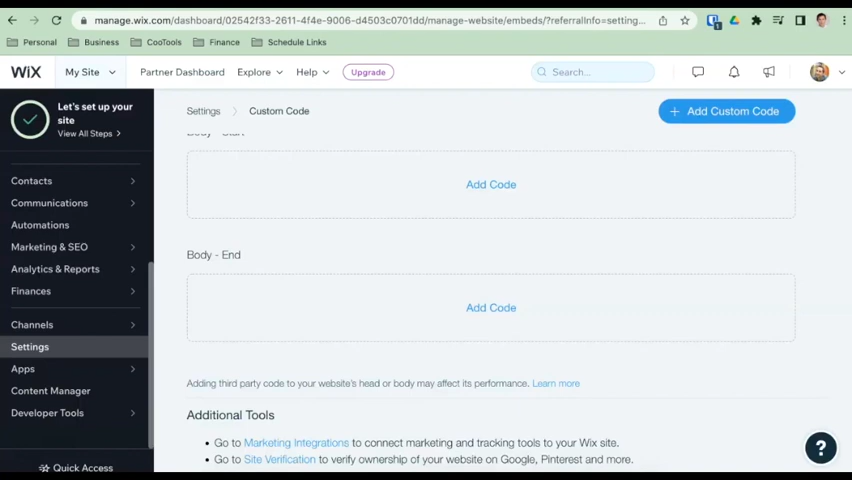 manage.wix.com/dashboard/02542f33-2611-4f4e-9006-d4503c0701dd/manage-website/embeds/?referralInfo=setting...
1
Personal
Business
CooTools
Finance
Schedule Links
WiX
My Site
Partner Dashboard
Explore
Help
Upgrade
Search...
Let's set up your
site
View All Steps
Settings
Custom Code
+ Add Custom Code
Body - Start
Add Code
Contacts
Communications
Automations
Marketing & SEO
Analytics & Reports
Finances
Channels
Settings
Apps
Content Manager
Developer Tools
Quick Access
Body - End
Add Code
Adding third party code to your website's head or body may affect its performance. Learn more
Additional Tools
• Go to Marketing Integrations to connect marketing and tracking tools to your Wix site.
• Go to Site Verification to verify ownership of your website on Google, Pinterest and more.
?